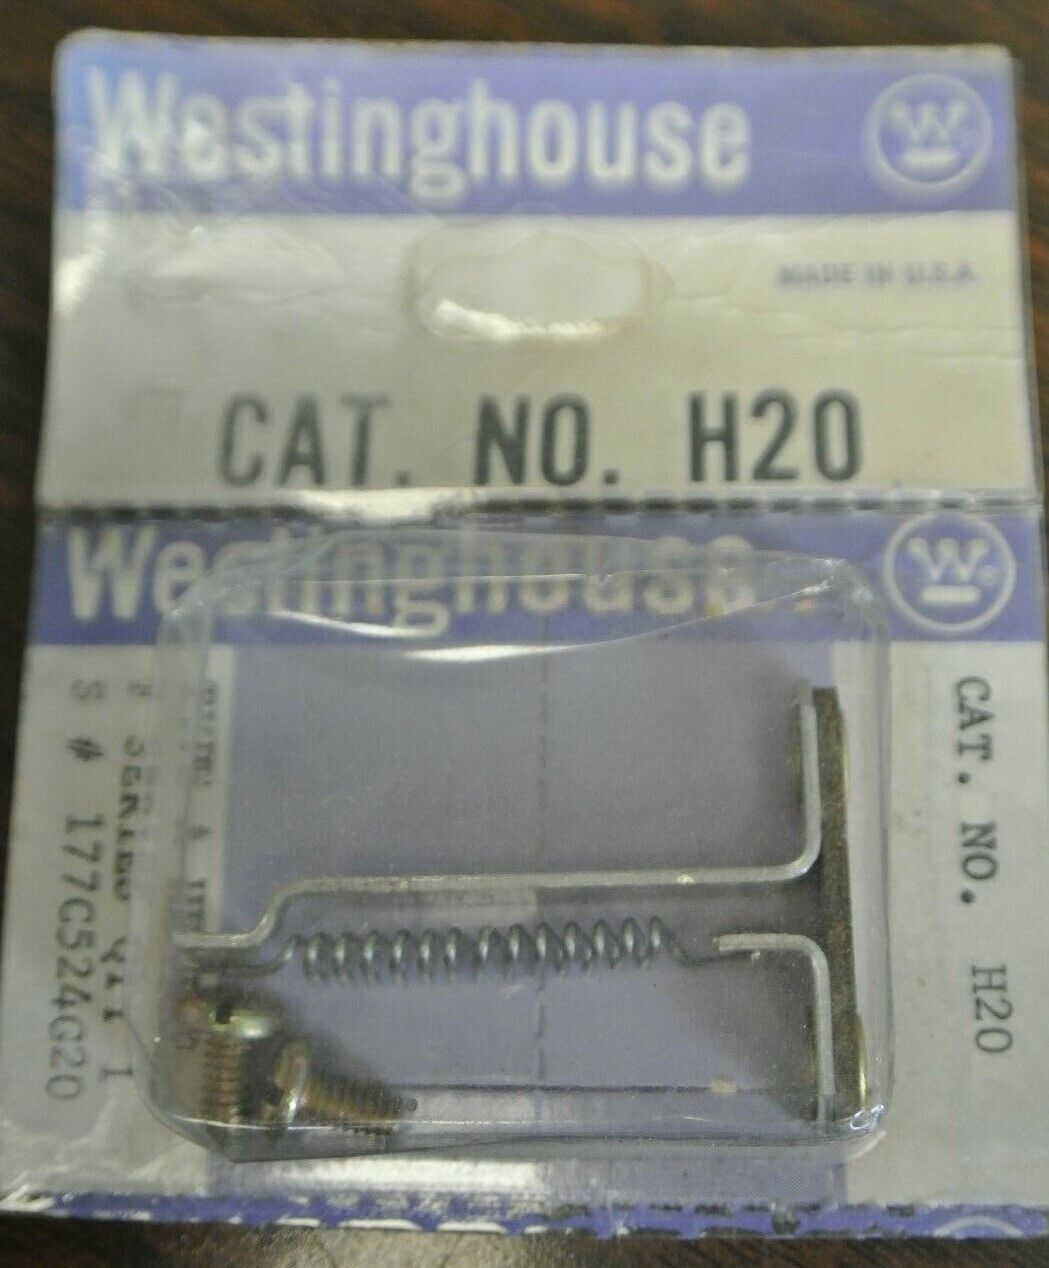 Westinghouse
W
MADE IN U.S.A.
CAT. NO. H20
Westinghouse
W
CAT. NO. H20
S # 177C524G20